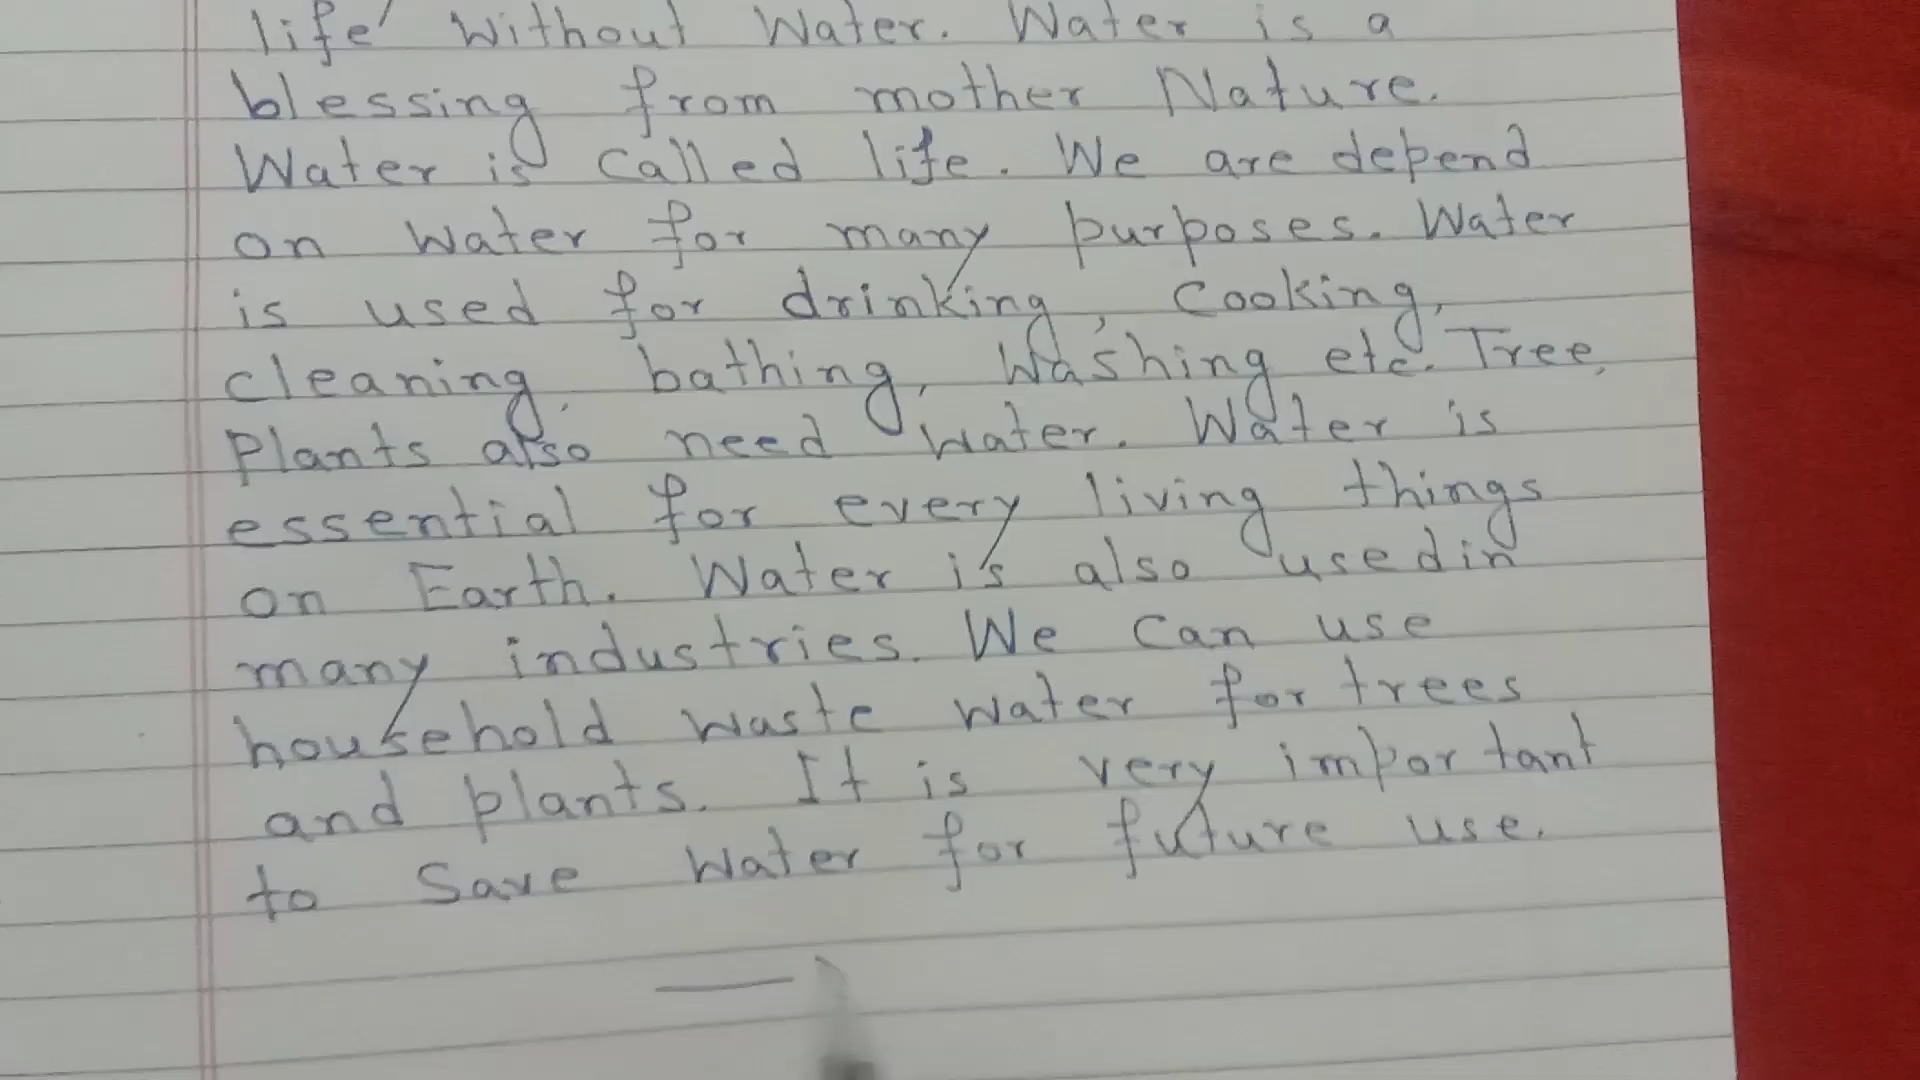 life without water. Water is a
blessing from mother Nature.
Water is called life. We are depend
on water for many purposes. Water
is used for drinking, cooking,
cleaning, bathing, washing etc. Tree,
Plants also need water. Water is
essential for every living things
on Earth. Water is also used in
many industries. We can use
household waste water for trees
and plants. It is very important
to save water for future use.